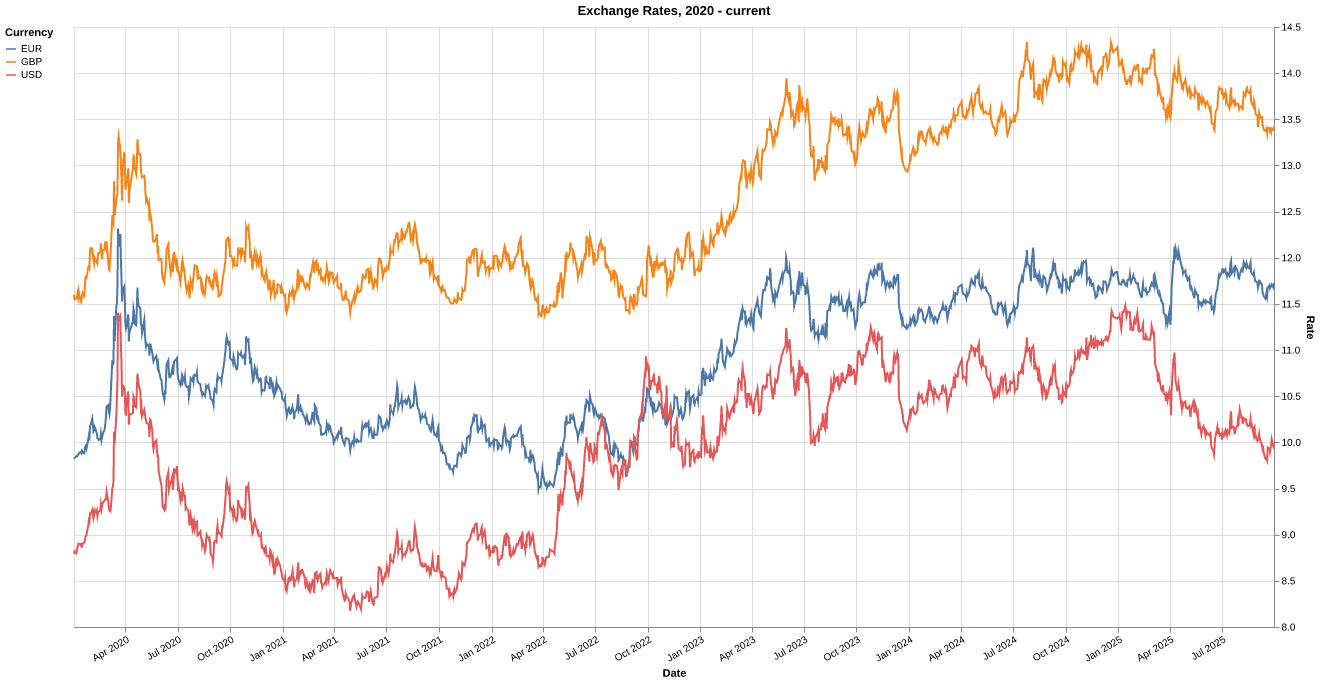 Exchange Rates, 2020 - current
Currency
EUR
GBP
USD
14.5
14.0
13.5
13.0
12.5
12.0
11.5
11.0
10.5
10.0
9.5
9.0
8.5
8.0
Rate
Apr 2020
Jul 2020
Oct 2020
Jan 2021
Apr 2021
Jul 2021
Oct 2021
Jan 2022
Apr 2022
Jul 2022
Oct 2022
Jan 2023
Apr 2023
Jul 2023
Oct 2023
Jan 2024
Apr 2024
Jul 2024
Oct 2024
Jan 2025
Apr 2025
Jul 2025
Date